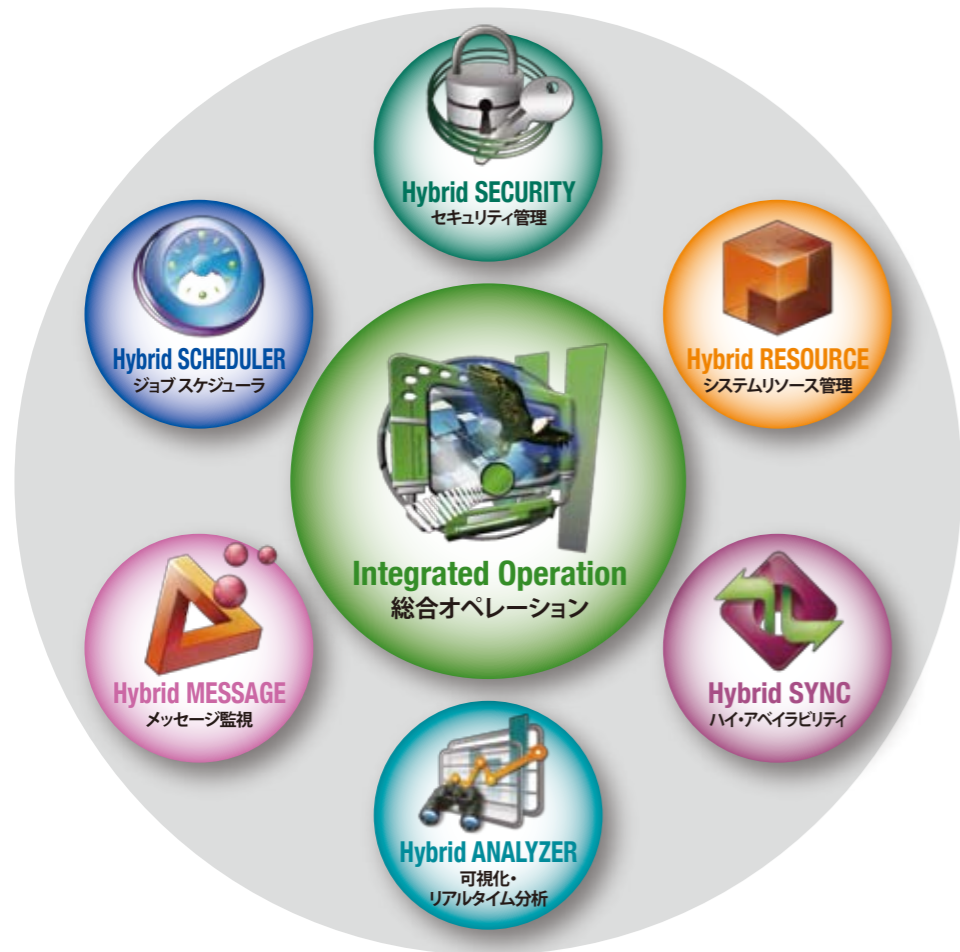 Hybrid SECURITY
セキュリティ管理
Hybrid SCHEDULER
ジョブ スケジューラ
Hybrid RESOURCE
システムリソース管理
Integrated Operation
総合オペレーション
Hybrid MESSAGE
メッセージ監視
Hybrid SYNC
ハイ・アベイラビリティ
Hybrid ANALYZER
可視化・
リアルタイム分析